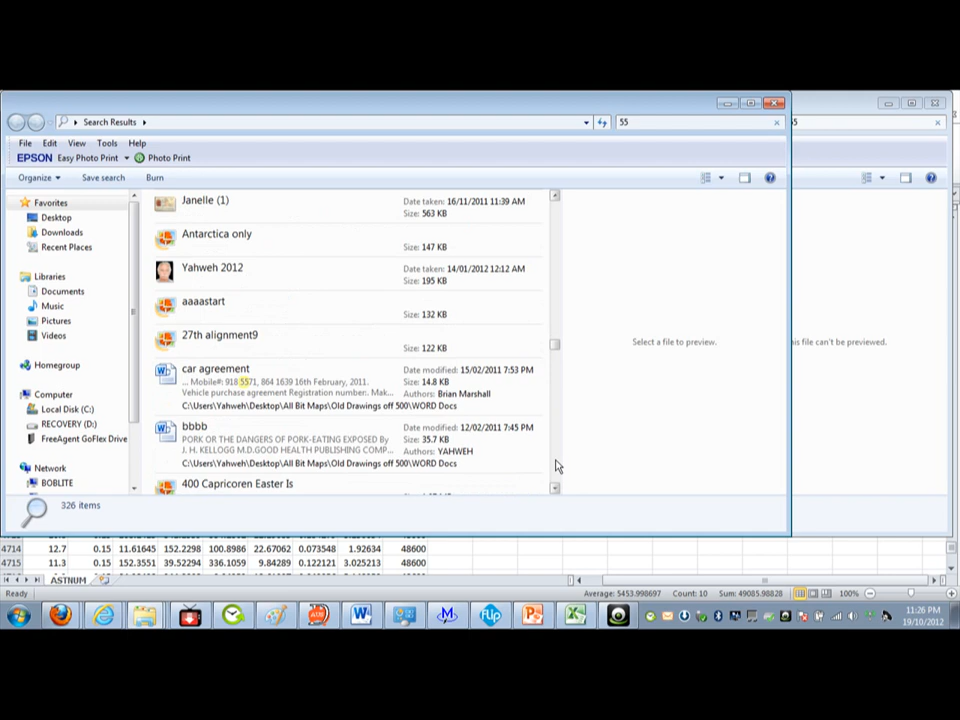 Search Results
55
55
File Edit View Tools Help
EPSON Easy Photo Print Photo Print
Organize Save search Burn
Favorites
Desktop
Downloads
Recent Places
Libraries
Documents
Music
Pictures
Videos
Homegroup
Computer
Local Disk (C:)
RECOVERY (D:)
FreeAgent GoFlex Drive
Network
BOBLITE
Janelle (1)
Date taken: 16/11/2011 11:39 AM
Size: 563 KB
Antarctica only
Size: 147 KB
Yahweh 2012
Date taken: 14/01/2012 12:12 AM
Size: 195 KB
aaaastart
Size: 132 KB
27th alignment9
Size: 122 KB
car agreement
Date modified: 15/02/2011 7:53 PM
... Mobile#: 918 5571, 864 1639 16th February, 2011.
Size: 14.8 KB
Vehicle purchase agreement Registration number:. Mak...
Authors: Brian Marshall
C:\Users\Yahweh\Desktop\All Bit Maps\Old Drawings off 500\WORD Docs
bbbb
Date modified: 12/02/2011 7:45 PM
PORK OR THE DANGERS OF PORK-EATING EXPOSED By
Size: 35.7 KB
J. H. KELLOGG M.D.GOOD HEALTH PUBLISHING COMP...
Authors: YAHWEH
C:\Users\Yahweh\Desktop\All Bit Maps\Old Drawings off 500\WORD Docs
400 Capricoren Easter Is
Select a file to preview.
his file can't be previewed.
326 items
4714 12.7 0.15 11.61645 152.2298 100.8986 22.67062 0.073548 1.92634 48600
4715 11.3 0.15 152.3551 39.52294 336.1059 9.84289 0.122121 3.025213 48600
ASTNUM
Ready
Average: 5453.998697 Count: 10 Sum: 49085.98828
100%
11:26 PM
19/10/2012